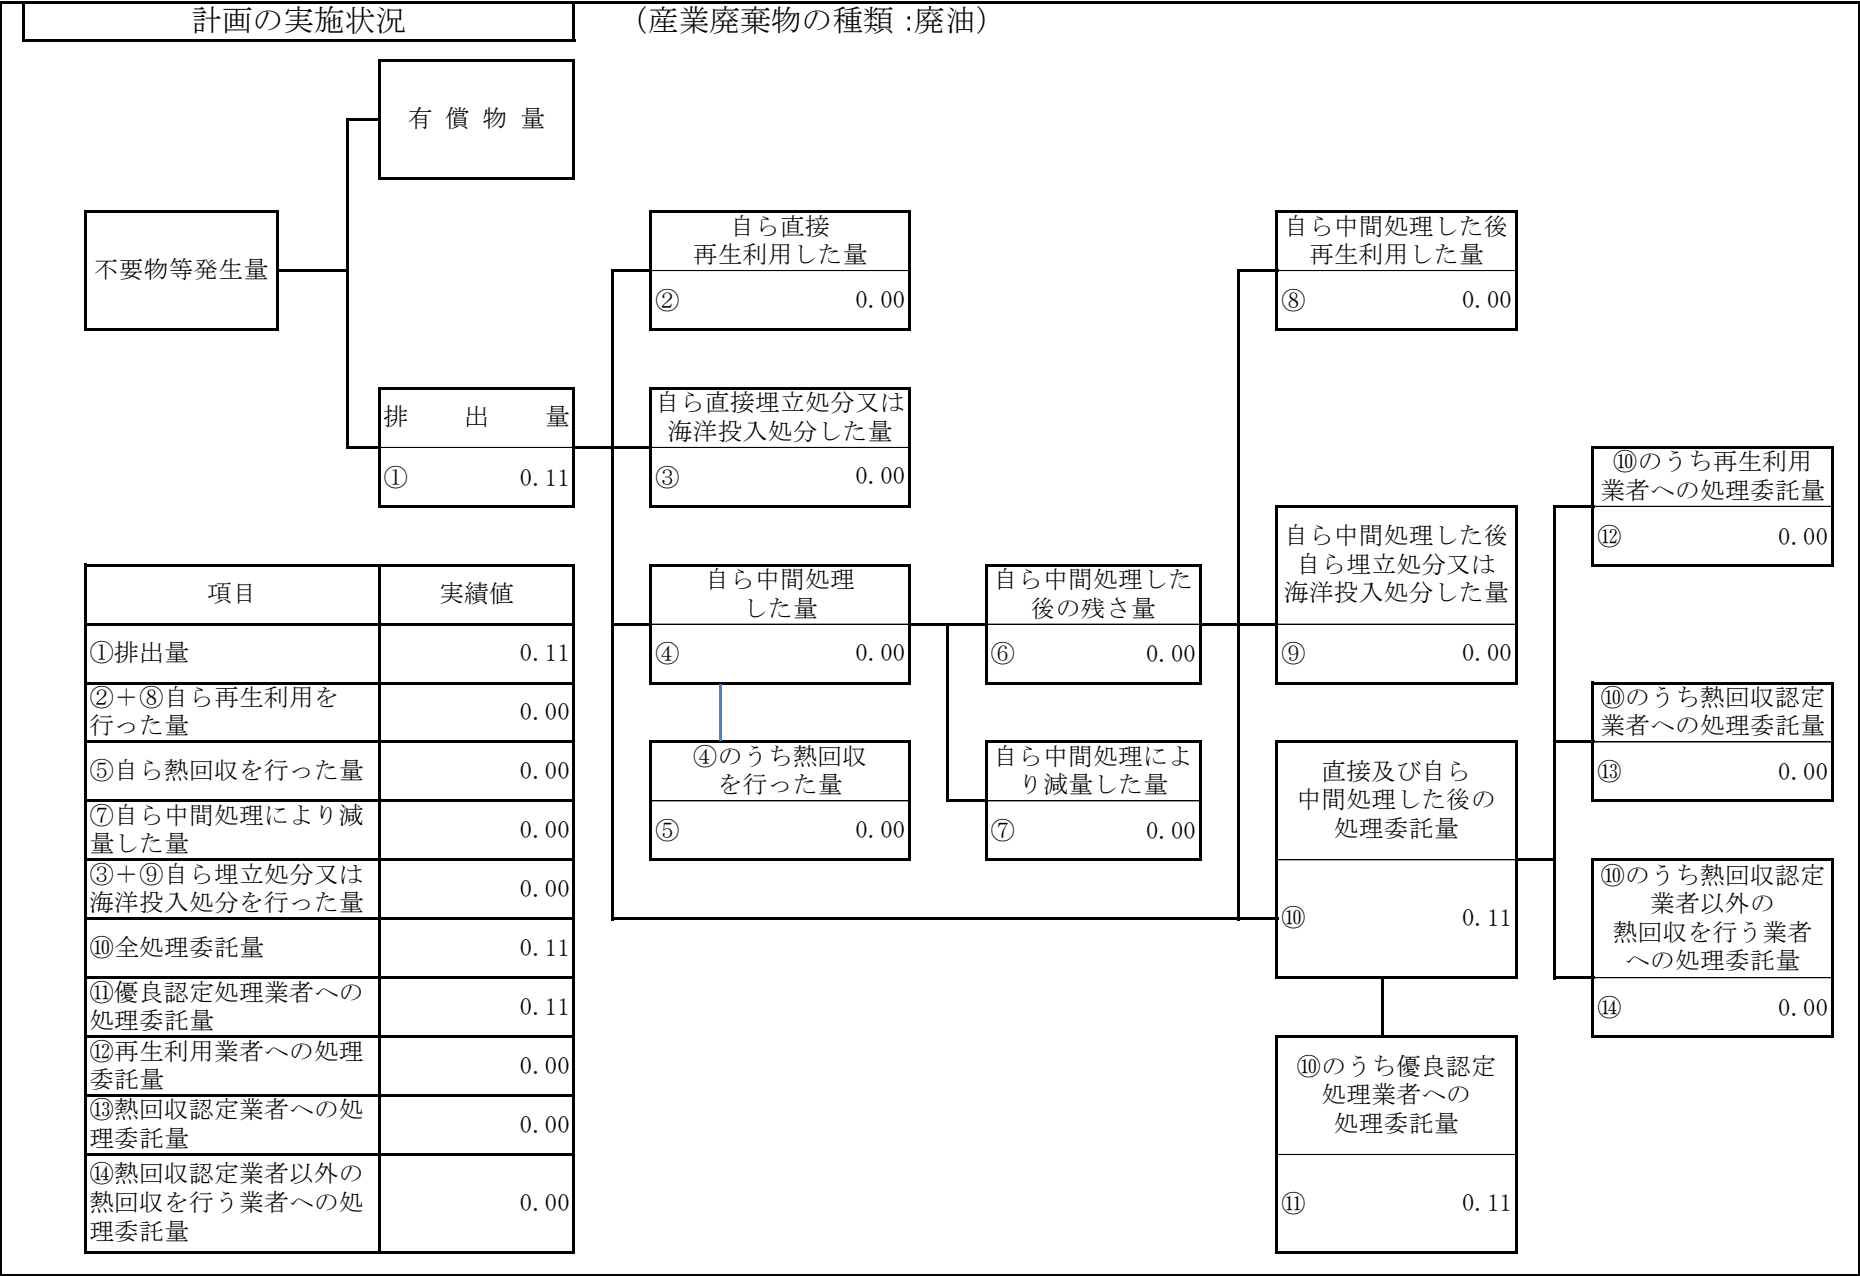 計画の実施状況
（産業廃棄物の種類:廃油）
有償物量
不要物等発生量
排出量
① 0.11
自ら直接
再生利用した量
② 0.00
自ら直接埋立処分又は
海洋投入処分した量
③ 0.00
自ら中間処理
した量
④ 0.00
④のうち熱回収
を行った量
⑤ 0.00
自ら中間処理した
後の残さ量
⑥ 0.00
自ら中間処理によ
り減量した量
⑦ 0.00
自ら中間処理した後
再生利用した量
⑧ 0.00
自ら中間処理した後
自ら埋立処分又は
海洋投入処分した量
⑨ 0.00
直接及び自ら
中間処理した後の
処理委託量
⑩ 0.11
⑩のうち優良認定
処理業者への
処理委託量
⑪ 0.11
⑩のうち再生利用
業者への処理委託量
⑫ 0.00
⑩のうち熱回収認定
業者への処理委託量
⑬ 0.00
⑩のうち熱回収認定
業者以外の
熱回収を行う業者
への処理委託量
⑭ 0.00
項目 実績値
①排出量 0.11
②＋⑧自ら再生利用を
行った量 0.00
⑤自ら熱回収を行った量 0.00
⑦自ら中間処理により減
量した量 0.00
③＋⑨自ら埋立処分又は
海洋投入処分を行った量 0.00
⑩全処理委託量 0.11
⑪優良認定処理業者への
処理委託量 0.11
⑫再生利用業者への処理
委託量 0.00
⑬熱回収認定業者への処
理委託量 0.00
⑭熱回収認定業者以外の
熱回収を行う業者への処 0.00
理委託量